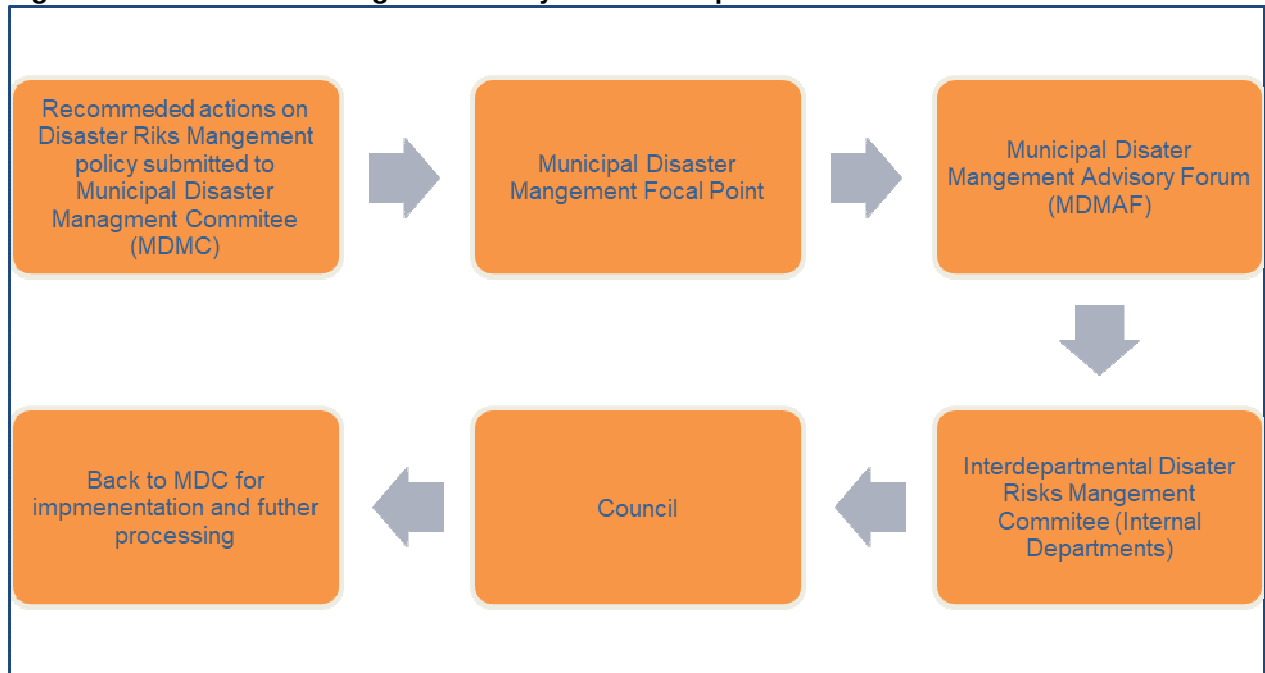 Recommeded actions on
Disaster Riks Mangement
policy submitted to
Municipal Disaster
Managment Commitee
(MDMC)
Municipal Disaster
Mangement Focal Point
Municipal Disater
Mangement Advisory Forum
(MDMAF)
Interdepartmental Disater
Risks Mangement
Commitee (Internal
Departments)
Council
Back to MDC for
impmenentation and futher
processing